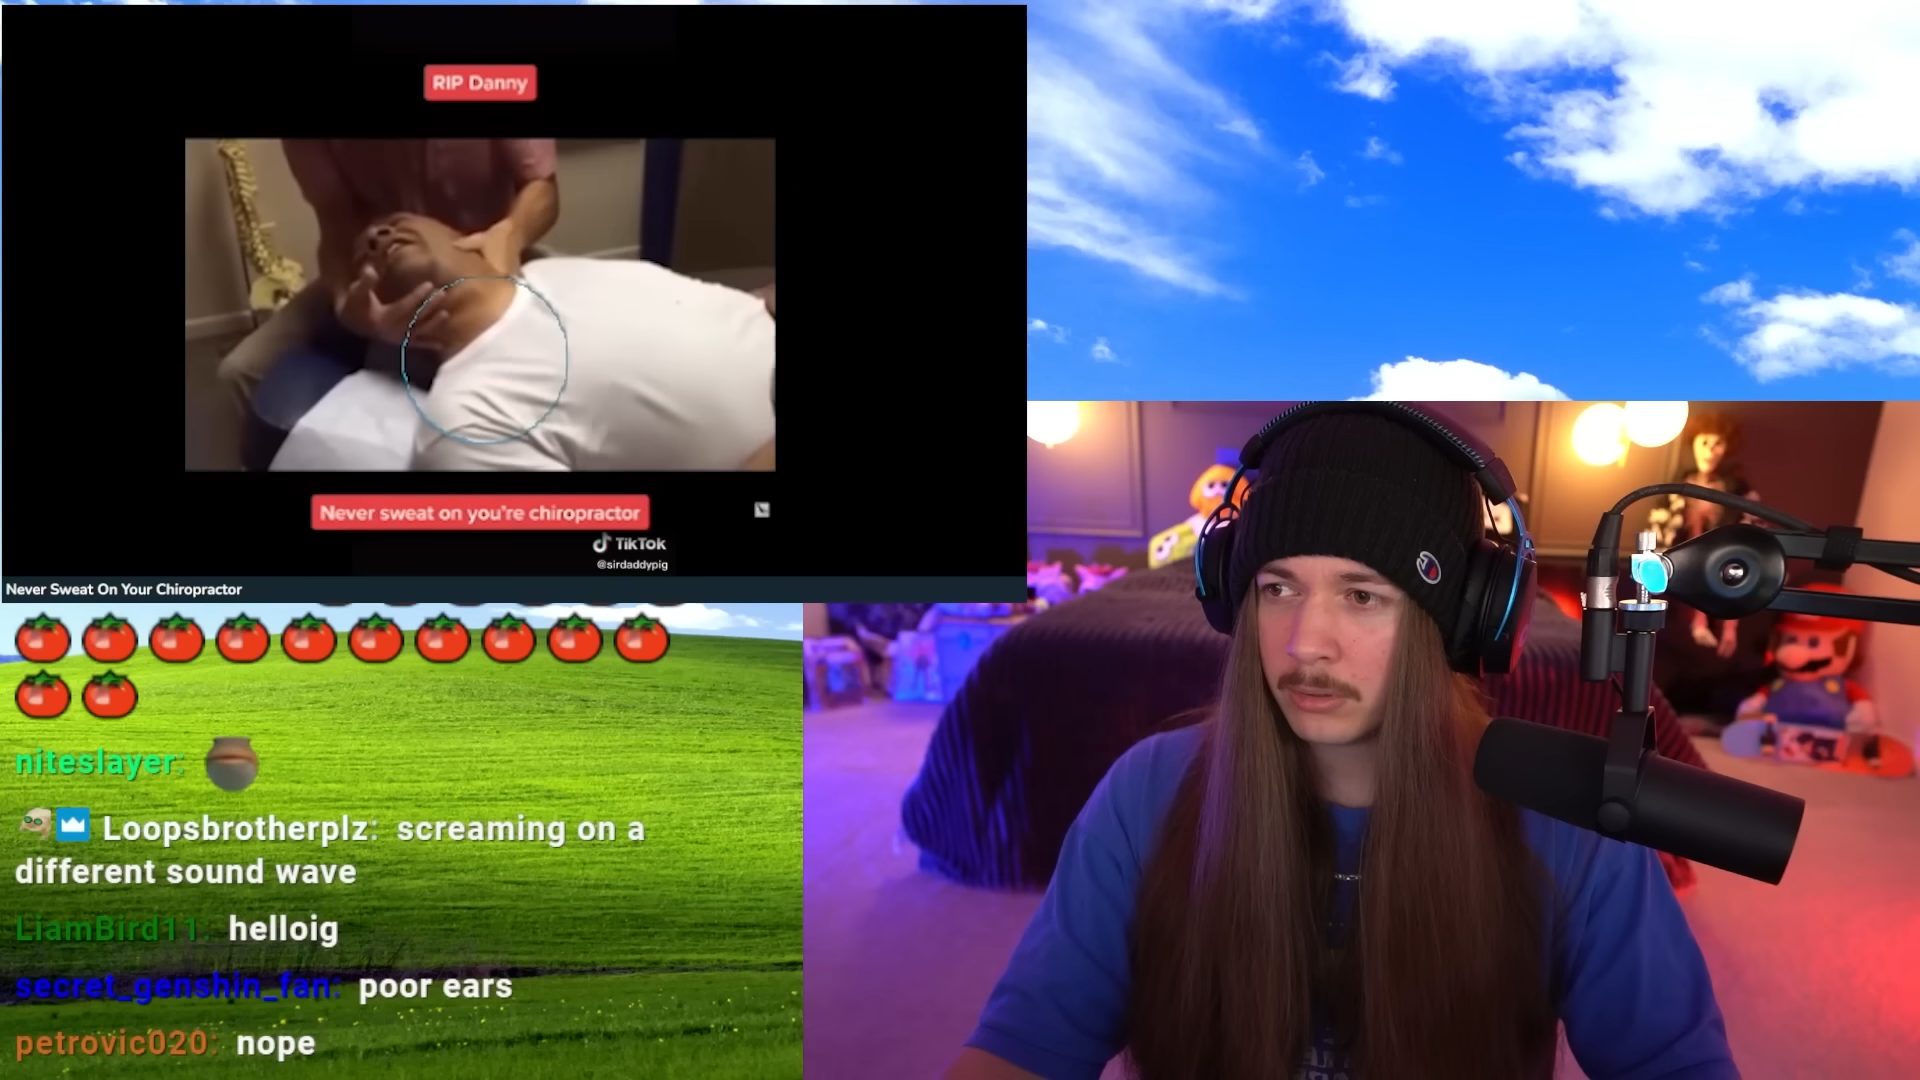 RIP Danny
Never sweat on you're chiropractor
TikTok
@sirdaddypig
Never Sweat On Your Chiropractor
niteslayer:
Loopsbrotherplz: screaming on a
different sound wave
LiamBird11: helloig
secret_genshin_fan: poor ears
petrovic020: nope